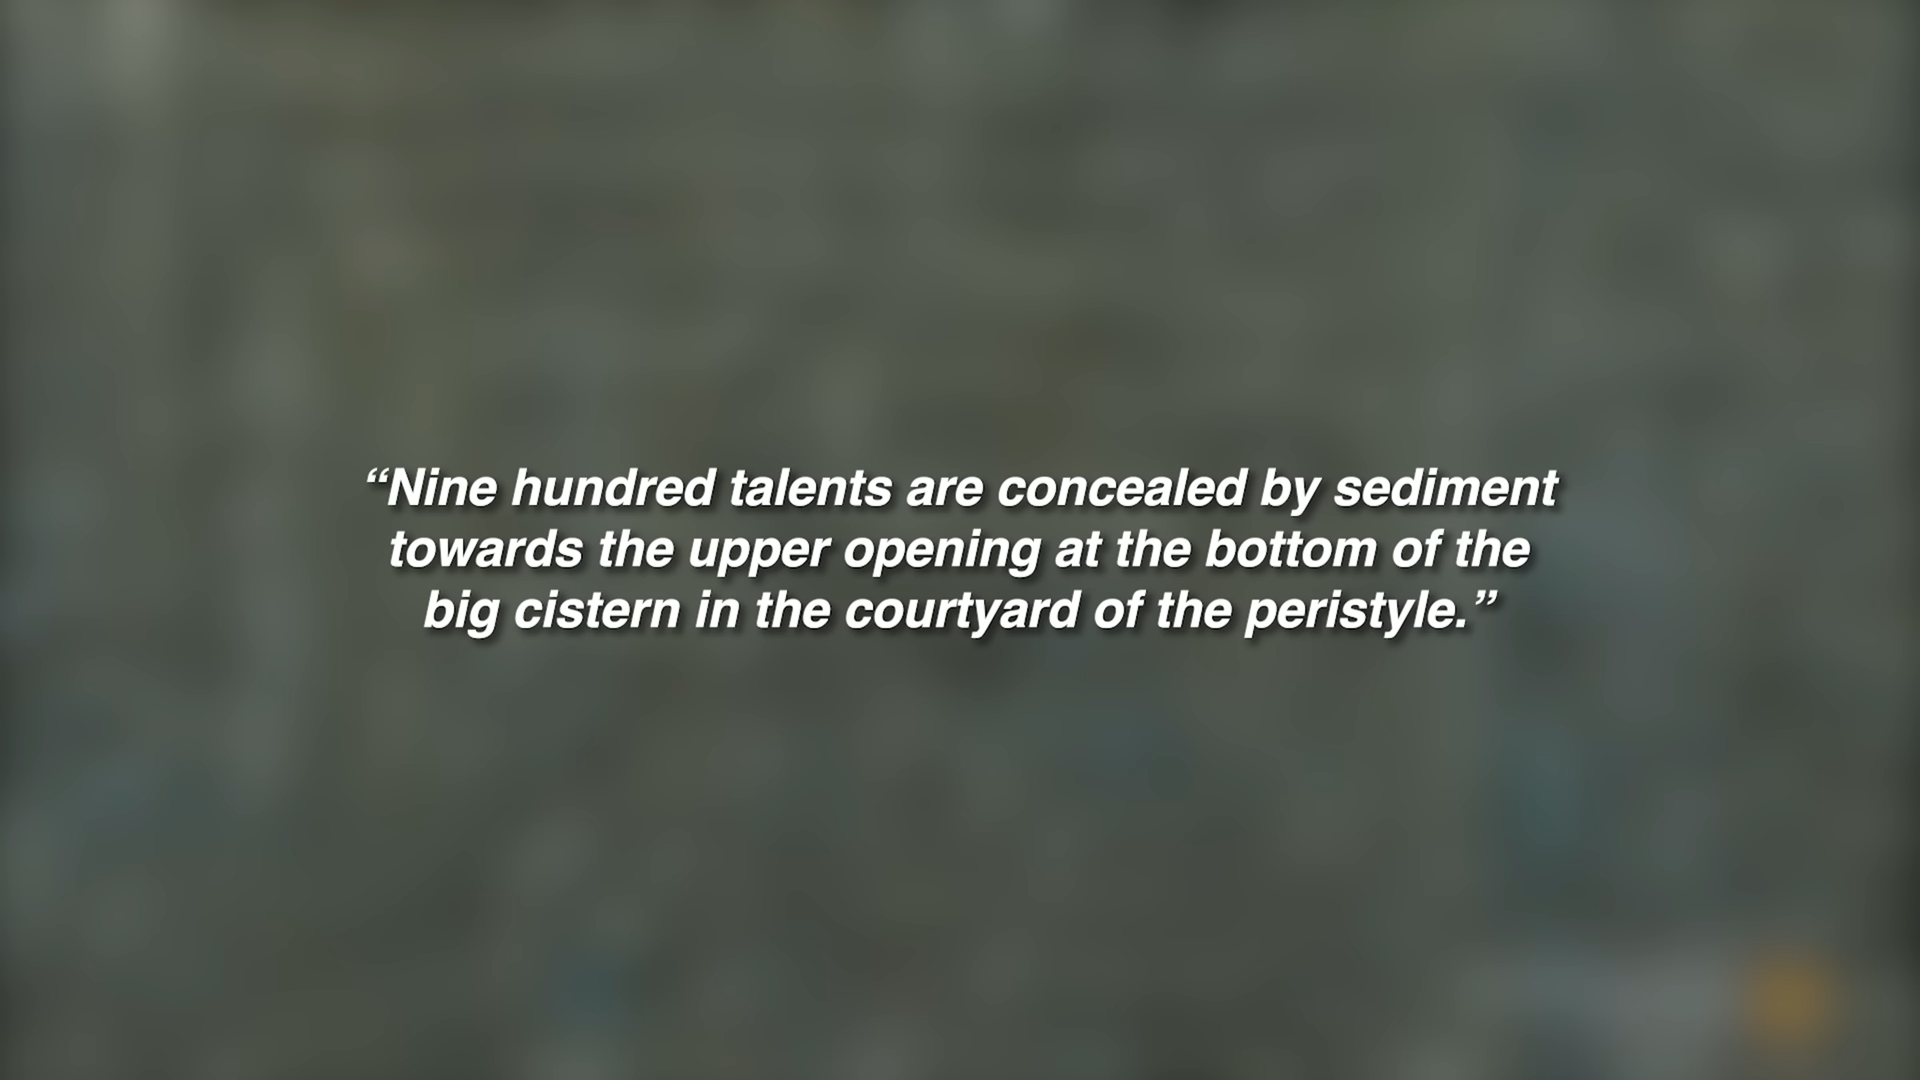 “Nine hundred talents are concealed by sediment
towards the upper opening at the bottom of the
big cistern in the courtyard of the peristyle.”